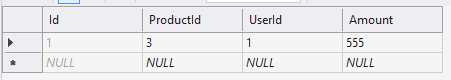 Id ProductId UserId Amount
1 3 1 555
NULL NULL NULL NULL